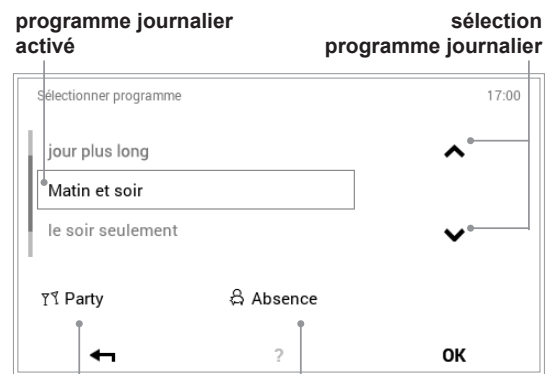 programme journalier activé
sélection programme journalier
Sélectionner programme 17:00
jour plus long
Matin et soir
le soir seulement
Party Absence
? OK